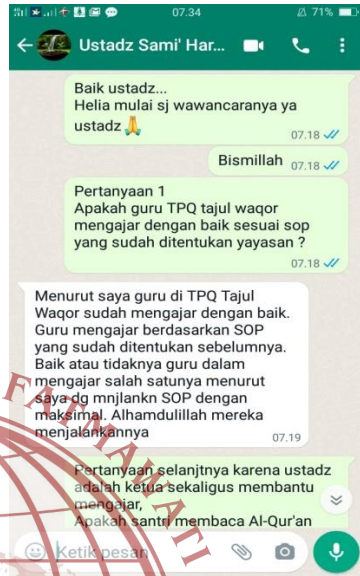 07.34
71%
Ustadz Sami' Har...
Baik ustadz...
Helia mulai sj wawancaranya ya
ustadz 🙏
07.18
Bismillah 07.18
Pertanyaan 1
Apakah guru TPQ tajul waqor
mengajar dengan baik sesuai sop
yang sudah ditentukan yayasan ?
07.18
Menurut saya guru di TPQ Tajul
Waqor sudah mengajar dengan baik.
Guru mengajar berdasarkan SOP
yang sudah ditentukan sebelumnya.
Baik atau tidaknya guru dalam
mengajar salah satunya menurut
saya dg mnjlankn SOP dengan
maksimal. Alhamdulillah mereka
menjalankannya
07.19
Pertanyaan selanjtnya karena ustadz
adalah ketua sekaligus membantu
mengajar,
Apakah santri membaca Al-Qur'an
Ketik pesan
FATMAWATI